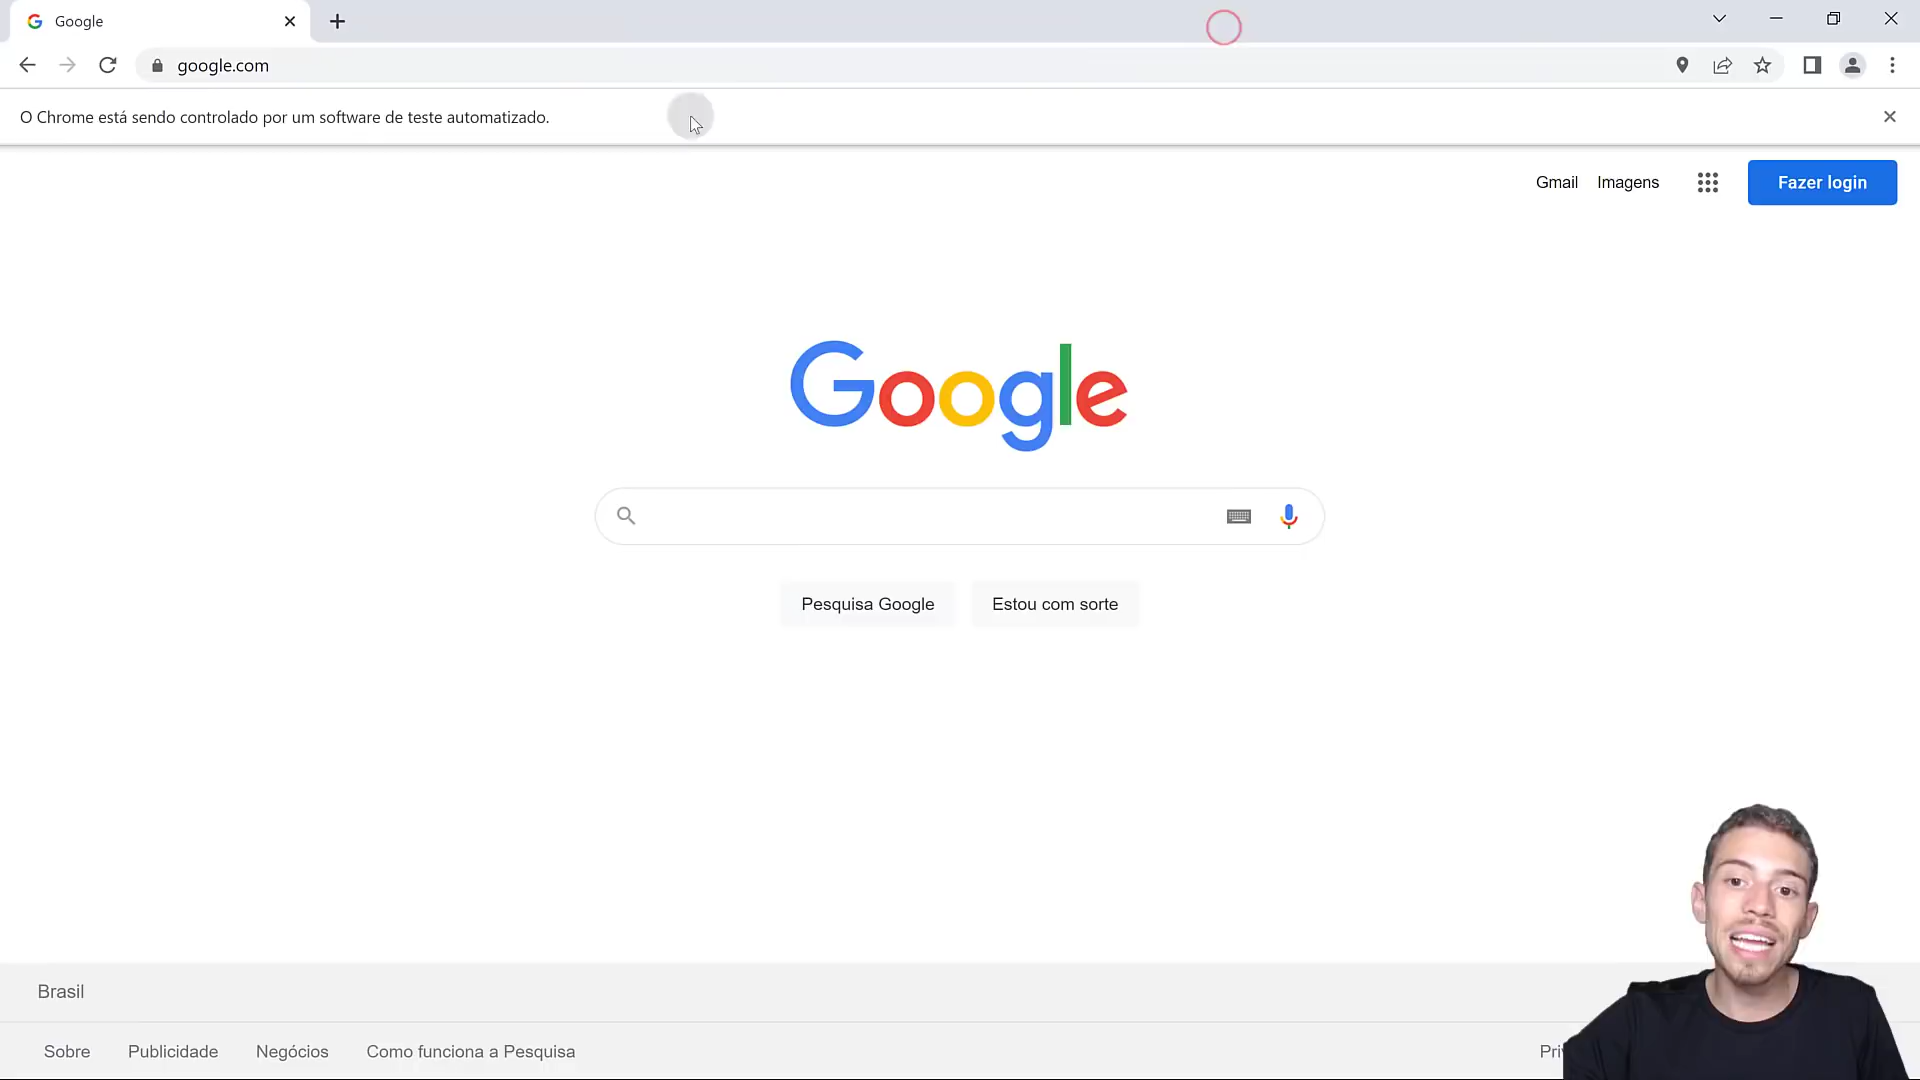 Google
google.com
O Chrome está sendo controlado por um software de teste automatizado.
Gmail Imagens Fazer login
Google
Pesquisa Google Estou com sorte
Brasil
Sobre Publicidade Negócios Como funciona a Pesquisa